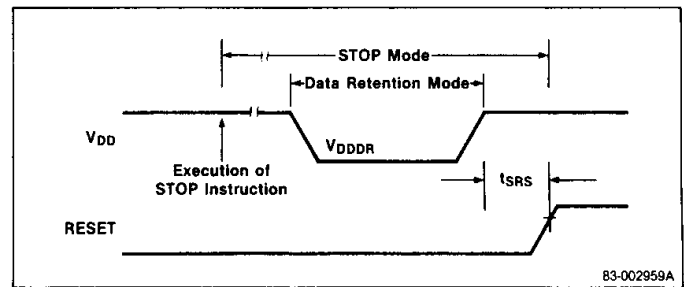 STOP Mode
Data Retention Mode
VDD
VDDDR
Execution of
STOP Instruction
tSRS
RESET
83-002959A